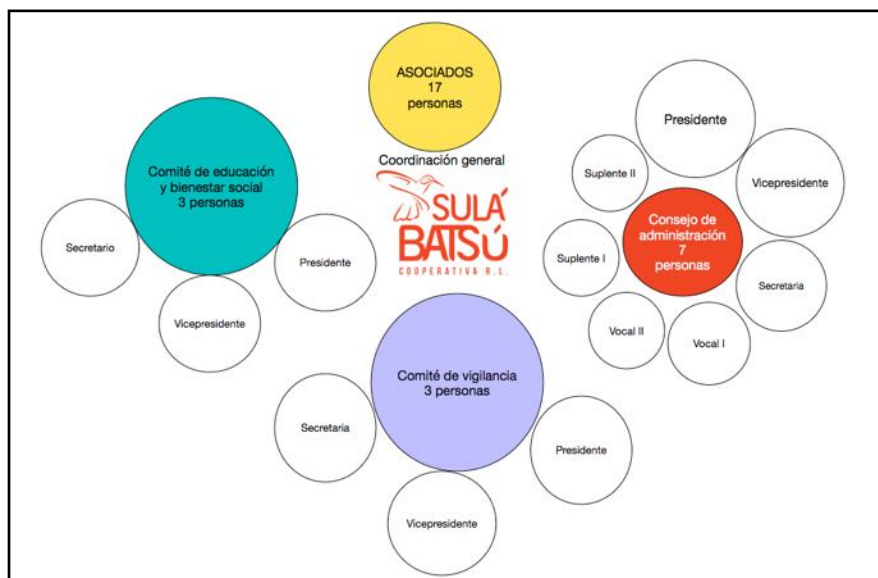 ASOCIADOS
17
personas
Coordinación general
SULÁ
BATSÚ
COOPERATIVA R.L.
Comité de educación
y bienestar social
3 personas
Secretario
Vicepresidente
Presidente
Presidente
Vicepresidente
Secretaria
Vocal I
Vocal II
Suplente I
Suplente II
Consejo de
administración
7
personas
Comité de vigilancia
3 personas
Secretaria
Vicepresidente
Presidente